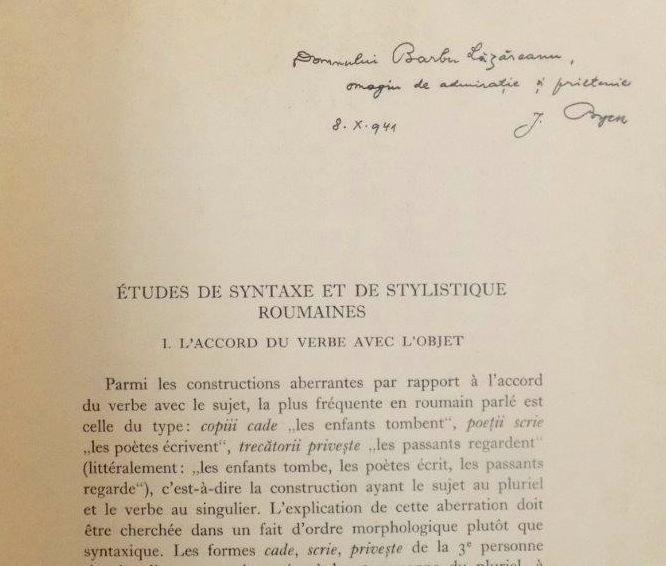 Domnului Barbu Lăzăreanu,
omagiu de admirație și prietenie
8.X.941
J. Byck
ÉTUDES DE SYNTAXE ET DE STYLISTIQUE
ROUMAINES
I. L'ACCORD DU VERBE AVEC L'OBJET
Parmi les constructions aberrantes par rapport à l'accord
du verbe avec le sujet, la plus fréquente en roumain parlé est
celle du type: copiii cade „les enfants tombent“, poeții scrie
„les poètes écrivent“, trecătorii privește „les passants regardent“
(littéralement: „les enfants tombe, les poètes écrit, les passants
regarde“), c'est-à-dire la construction ayant le sujet au pluriel
et le verbe au singulier. L'explication de cette aberration doit
être cherchée dans un fait d'ordre morphologique plutôt que
syntaxique. Les formes cade, scrie, privește de la 3e personne